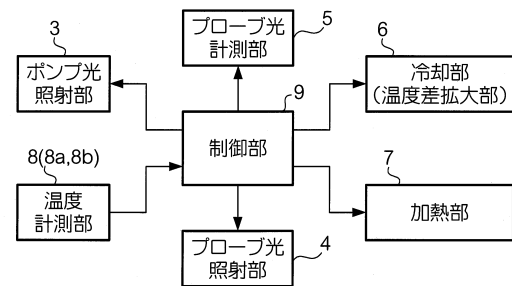 3
ポンプ光
照射部
プローブ光
計測部
5
6
冷却部
(温度差拡大部)
9
制御部
8(8a,8b)
温度
計測部
7
加熱部
プローブ光
照射部
4